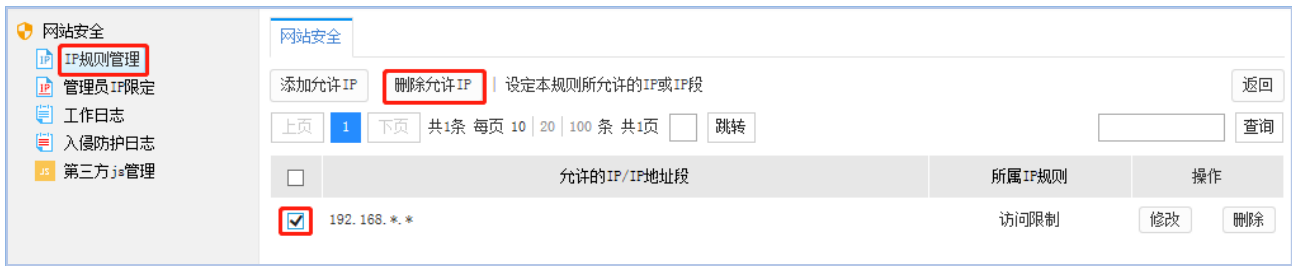 网站安全
IP规则管理
管理员IP限定
工作日志
入侵防护日志
第三方js管理
网站安全
添加允许IP 删除允许IP | 设定本规则所允许的IP或IP段 返回
上页 1 下页 共1条 每页 10 | 20 | 100 条 共1页 跳转 查询
允许的IP/IP地址段 所属IP规则 操作
192.168.*.* 访问限制 修改 删除